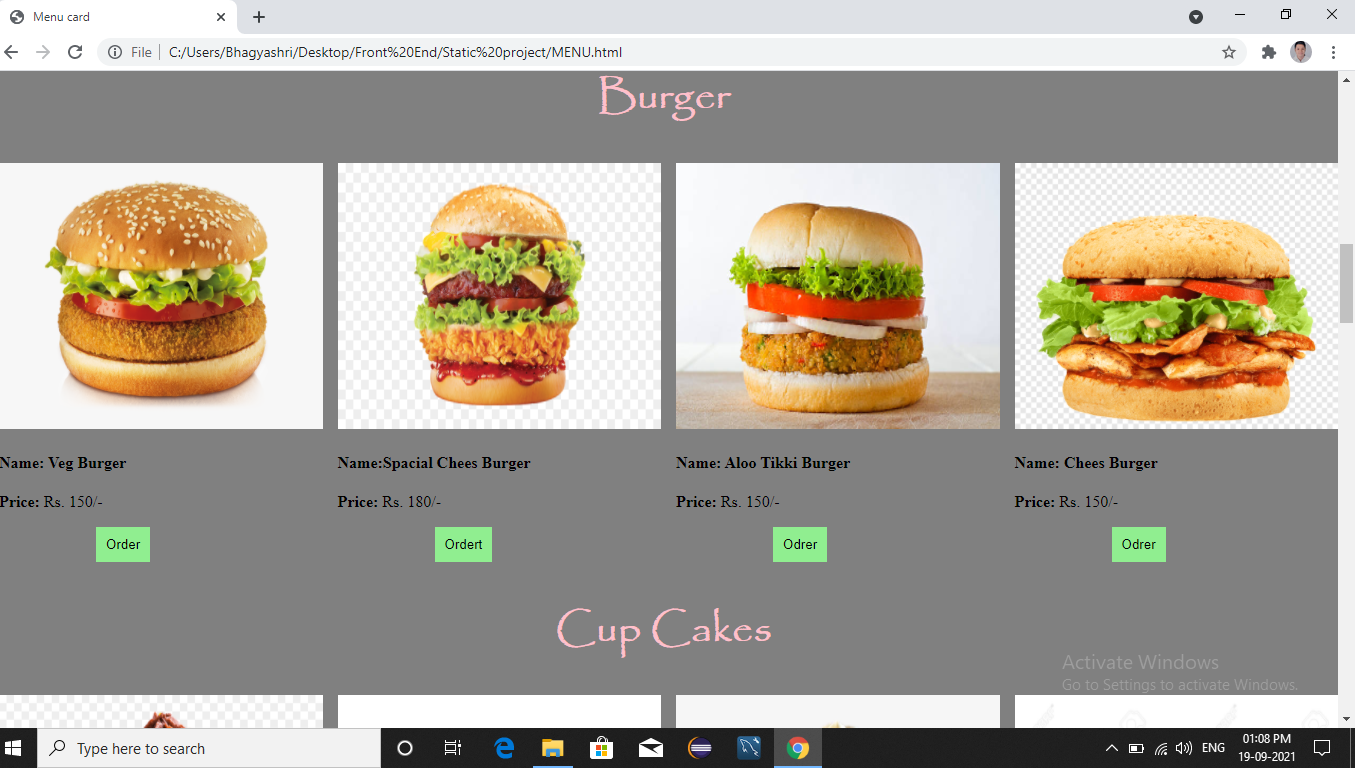 Menu card
File
C:/Users/Bhagyashri/Desktop/Front%20End/Static%20project/MENU.html
Burger
Name: Veg Burger
Name:Spacial Chees Burger
Name: Aloo Tikki Burger
Name: Chees Burger
Price: Rs. 150/-
Price: Rs. 180/-
Price: Rs. 150/-
Price: Rs. 150/-
Order
Ordert
Odrer
Odrer
Cup Cakes
Activate Windows
Go to Settings to activate Windows.
Type here to search
ENG
01:08 PM
19-09-2021